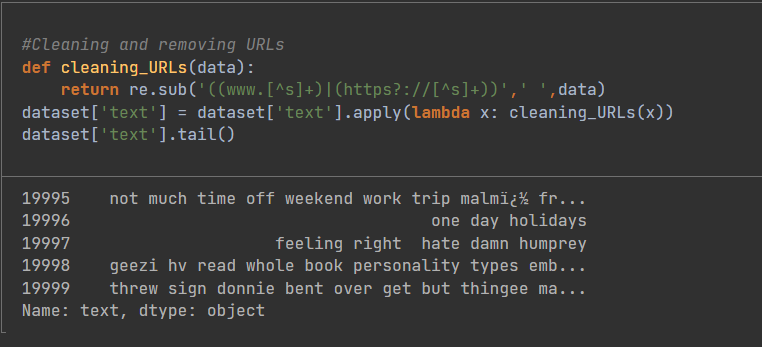 #Cleaning and removing URLs
def cleaning_URLs(data):
    return re.sub('((www.[^s]+)|(https?://[^s]+))',' ',data)
dataset['text'] = dataset['text'].apply(lambda x: cleaning_URLs(x))
dataset['text'].tail()
19995    not much time off weekend work trip malmï¿½ fr...
19996                                  one day holidays
19997                   feeling right  hate damn humprey
19998    geezi hv read whole book personality types emb...
19999    threw sign donnie bent over get but thingee ma...
Name: text, dtype: object